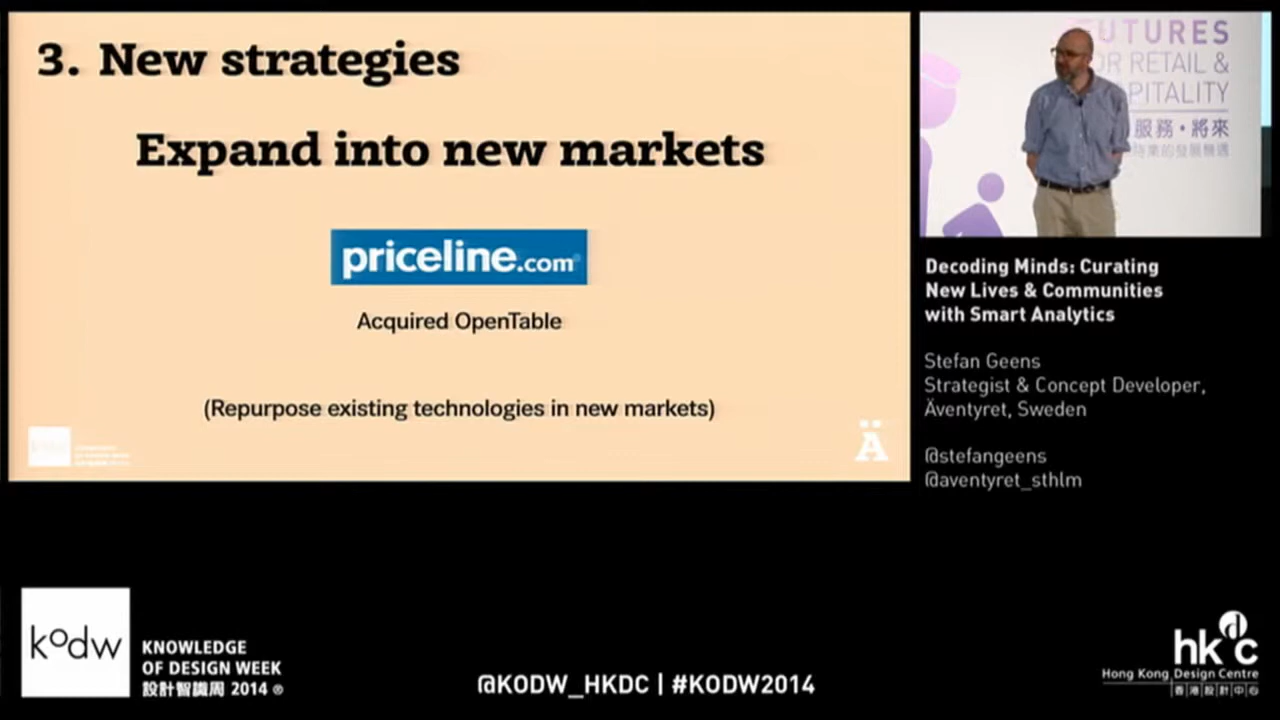 3. New strategies
Expand into new markets
priceline.com
Acquired OpenTable
(Repurpose existing technologies in new markets)
Ä
FUTURES
FOR RETAIL &
服務・將來
Decoding Minds: Curating
New Lives & Communities
with Smart Analytics
Stefan Geens
Strategist & Concept Developer,
Äventyret, Sweden
@stefangeens
@aventyret_sthlm
kodw
KNOWLEDGE
OF DESIGN WEEK
設計智識周 2014 ®
@KODW_HKDC | #KODW2014
hkdc
Hong Kong Design Centre
香港設計中心